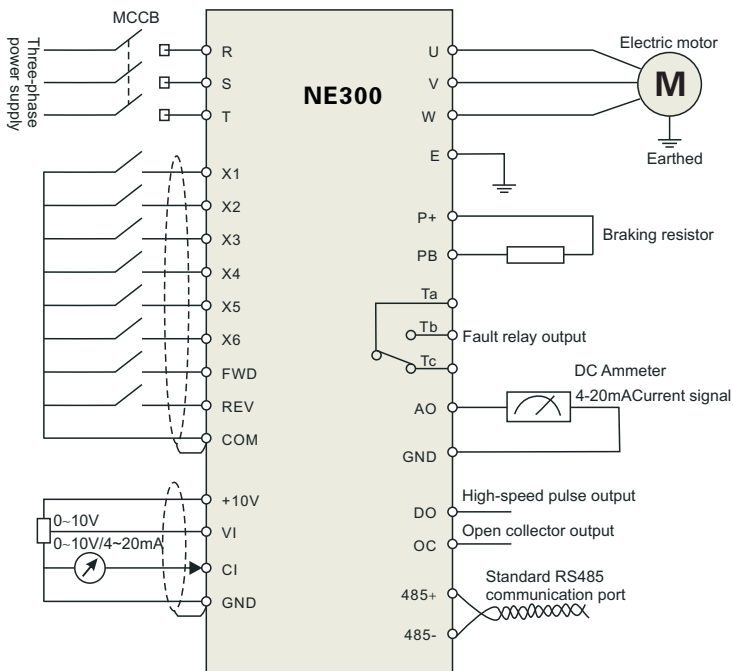 MCCB
Three-phase
power supply
R
S
T
NE300
U
V
W
Electric motor
M
Earthed
E
X1
X2
X3
X4
X5
X6
FWD
REV
COM
P+
PB
Braking resistor
Ta
Tb
Tc
Fault relay output
DC Ammeter
4-20mACurrent signal
AO
GND
+10V
VI
CI
GND
0~10V
0~10V/4~20mA
DO
High-speed pulse output
OC
Open collector output
485+
485-
Standard RS485
communication port